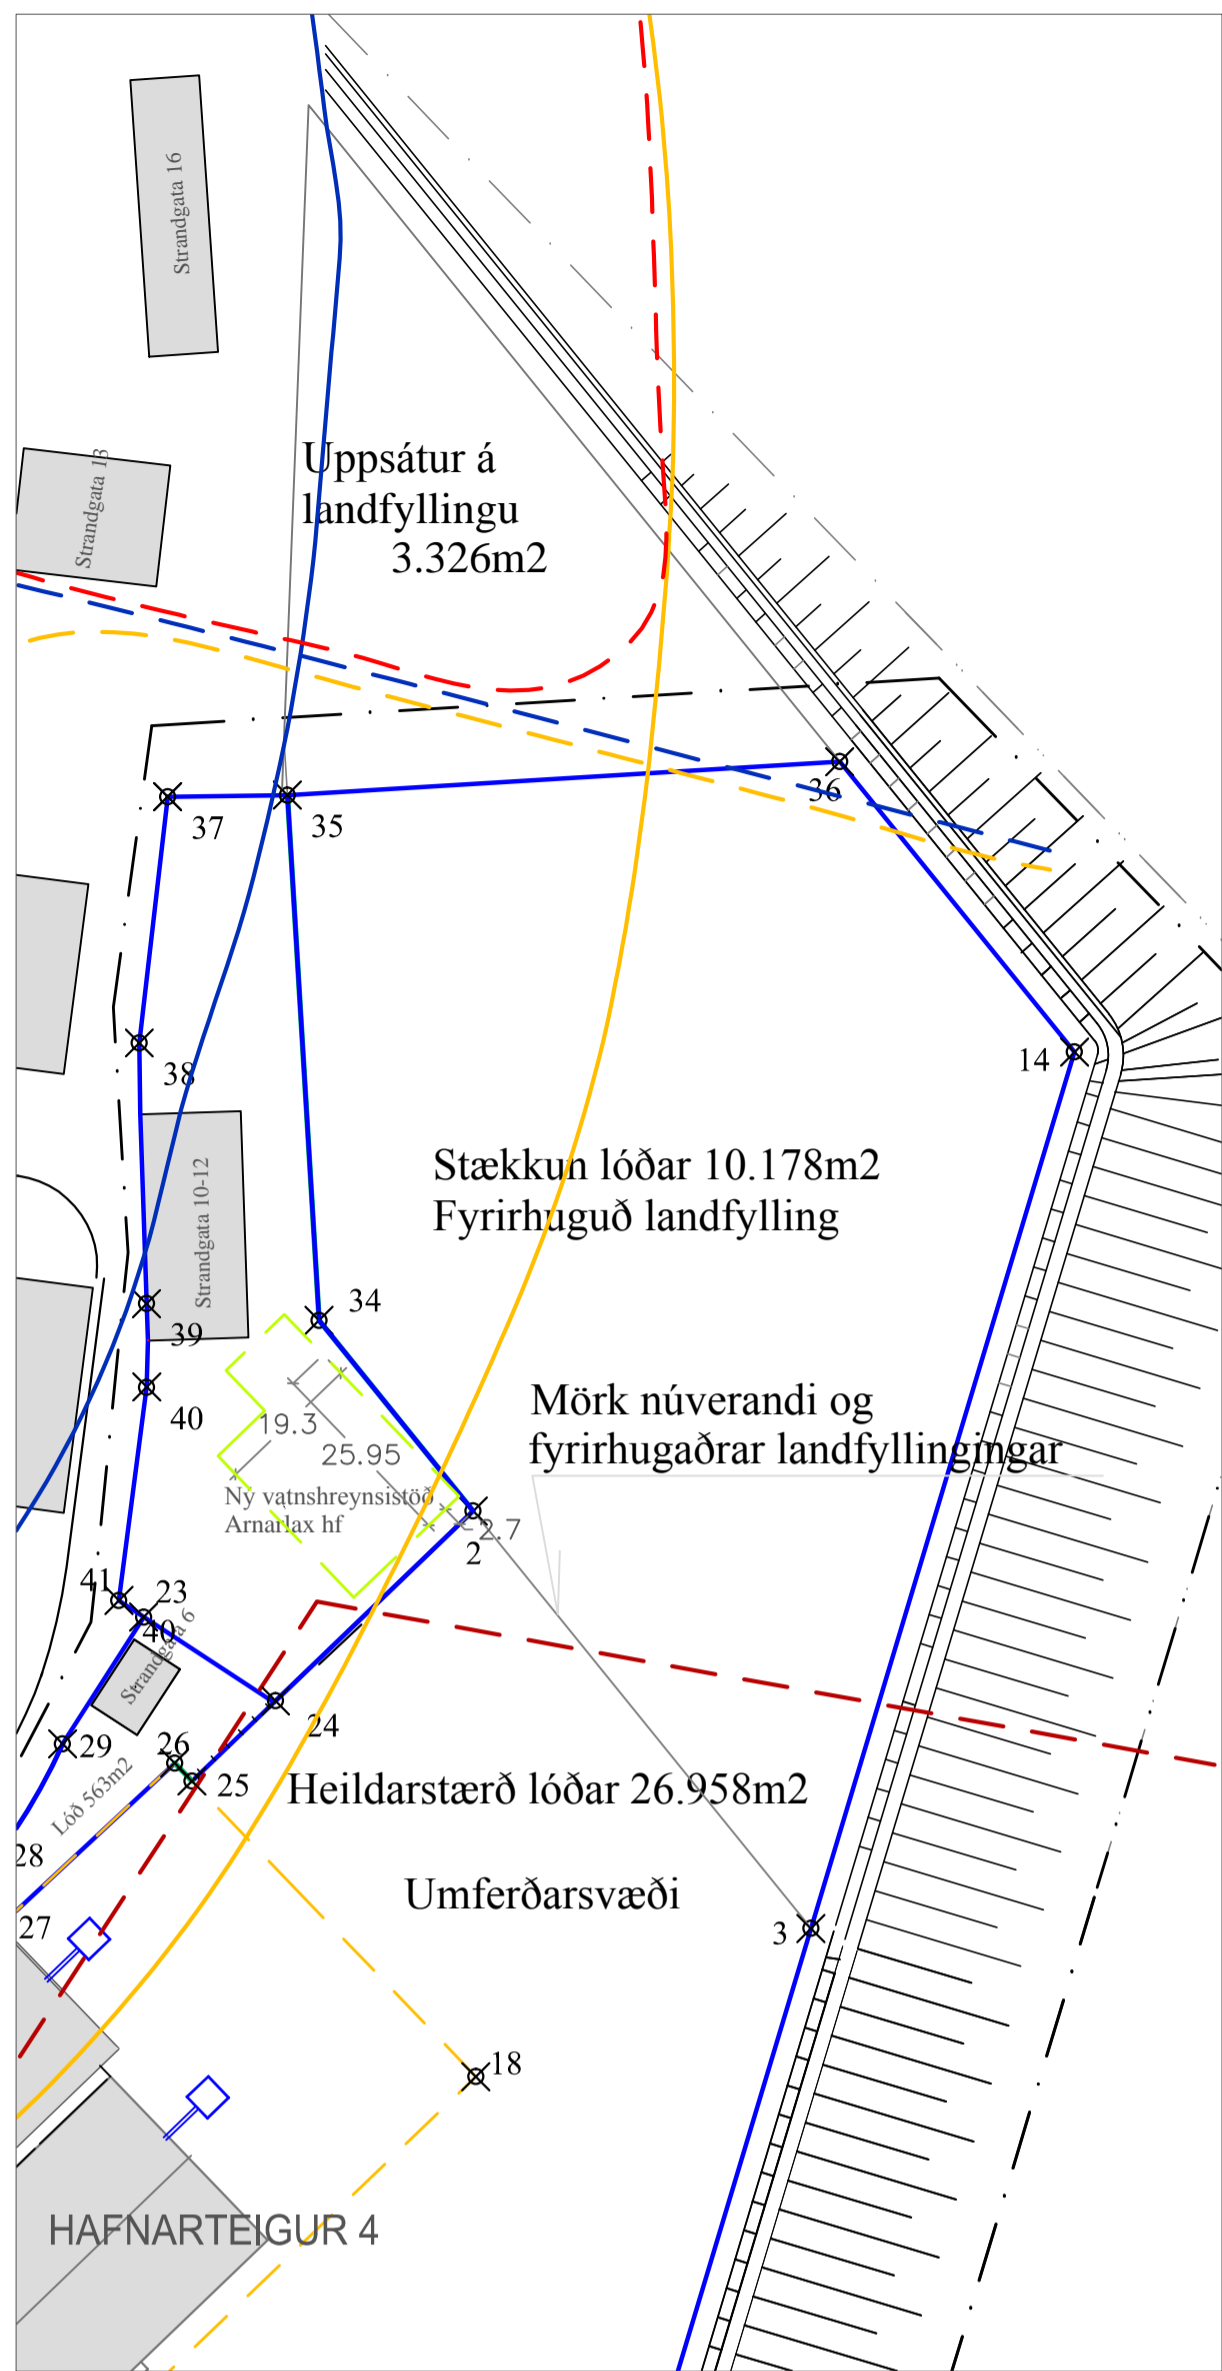 Strandgata 16
Uppsátur á
landfyllingu
3.326m2
Strandgata 13
36
37
35
14
38
Stækkun lóðar 10.178m2
Fyrirhuguð landfylling
Strandgata 10-12
34
39
40
Mörk núverandi og
fyrirhugaðrar landfyllingingar
19.3
25.95
Ny vatnshreynsistöð
Arnarlax hf
2.7
2
41
23
40
Strandgata 6
24
29
26
25
Lóð 563m2
Heildarstærð lóðar 26.958m2
28
Umferðarsvæði
27
3
18
HAFNARTEIGUR 4